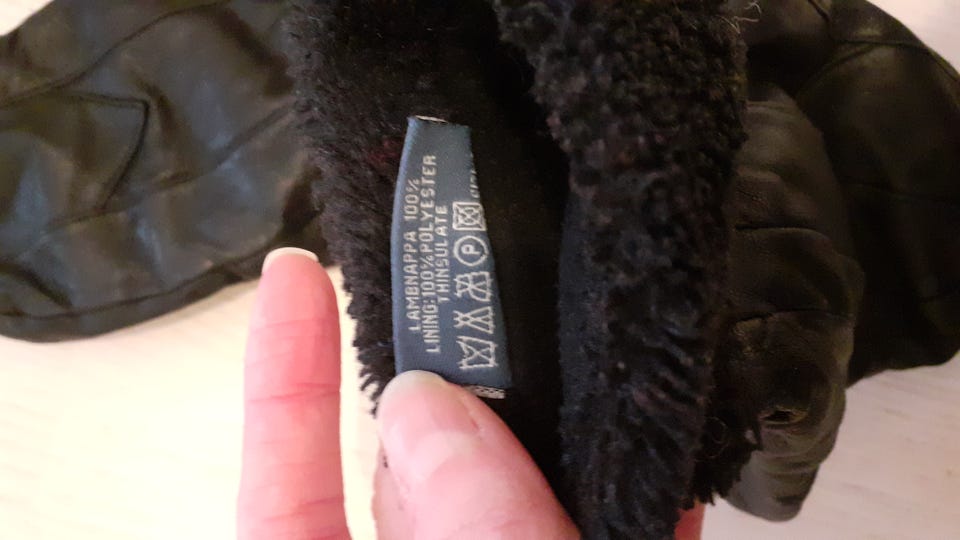 LAMBNAPPA 100%
LINING:100%POLYESTER
THINSULATE
P